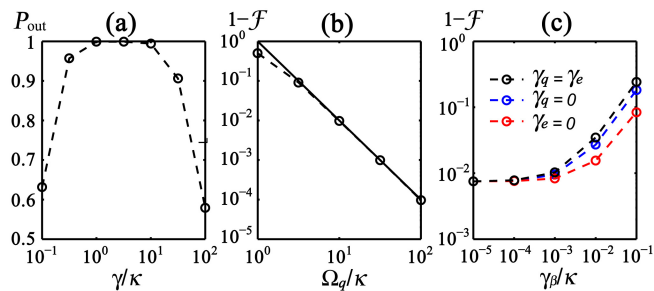 P_out (a) 1−ℱ (b) 1−ℱ (c)
1 0.9 0.8 0.7 0.6 0.5
10^-1 10^0 10^1 10^2
γ/κ
10^0 10^-1 10^-2 10^-3 10^-4 10^-5
10^0 10^1 10^2
Ω_q/κ
10^0 10^-1 10^-2 10^-3
γ_q = γ_e
γ_q = 0
γ_e = 0
10^-5 10^-4 10^-3 10^-2 10^-1
γ_β/κ